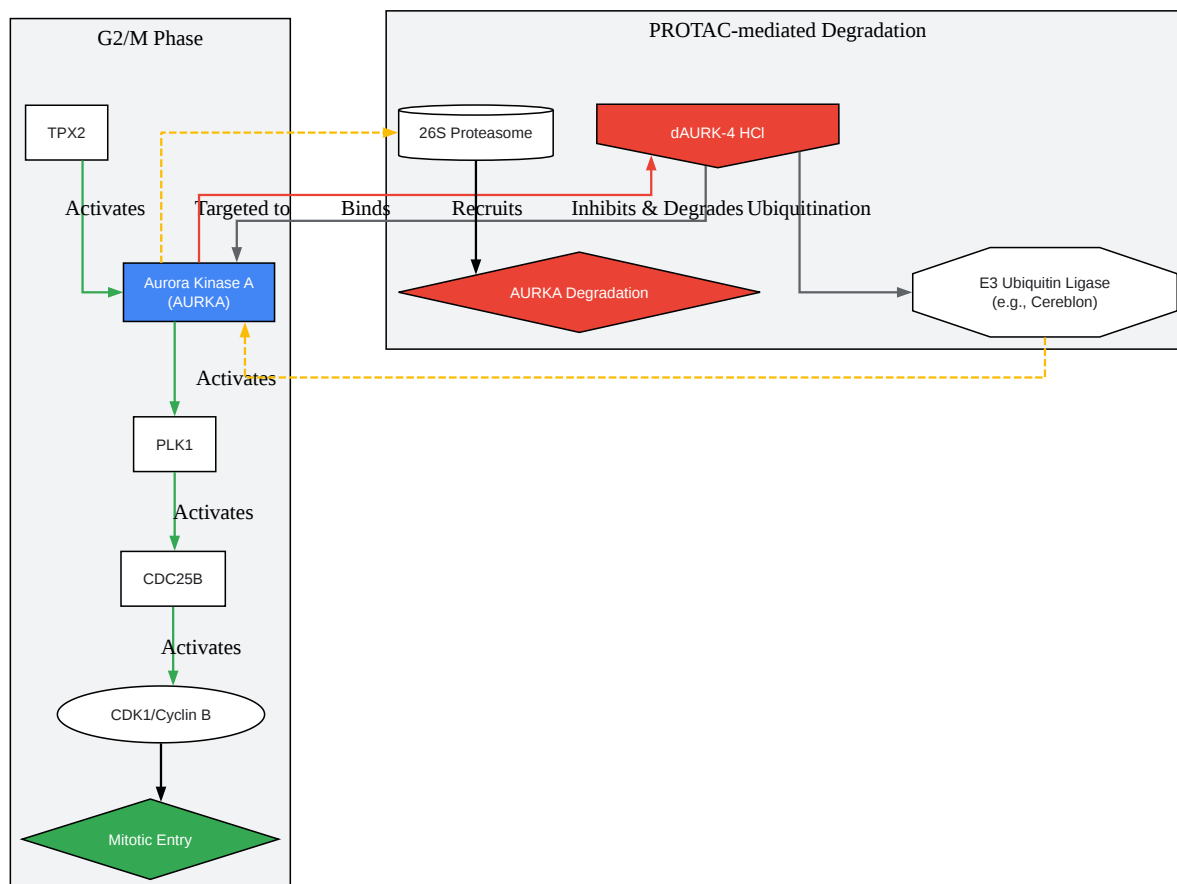 G2/M Phase
PROTAC-mediated Degradation
TPX2
26S Proteasome
dAURK-4 HCl
Activates
Targeted to
Binds
Recruits
Inhibits & Degrades
Ubiquitination
Aurora Kinase A
(AURKA)
AURKA Degradation
E3 Ubiquitin Ligase
(e.g., Cereblon)
Activates
PLK1
Activates
CDC25B
Activates
CDK1/Cyclin B
Mitotic Entry